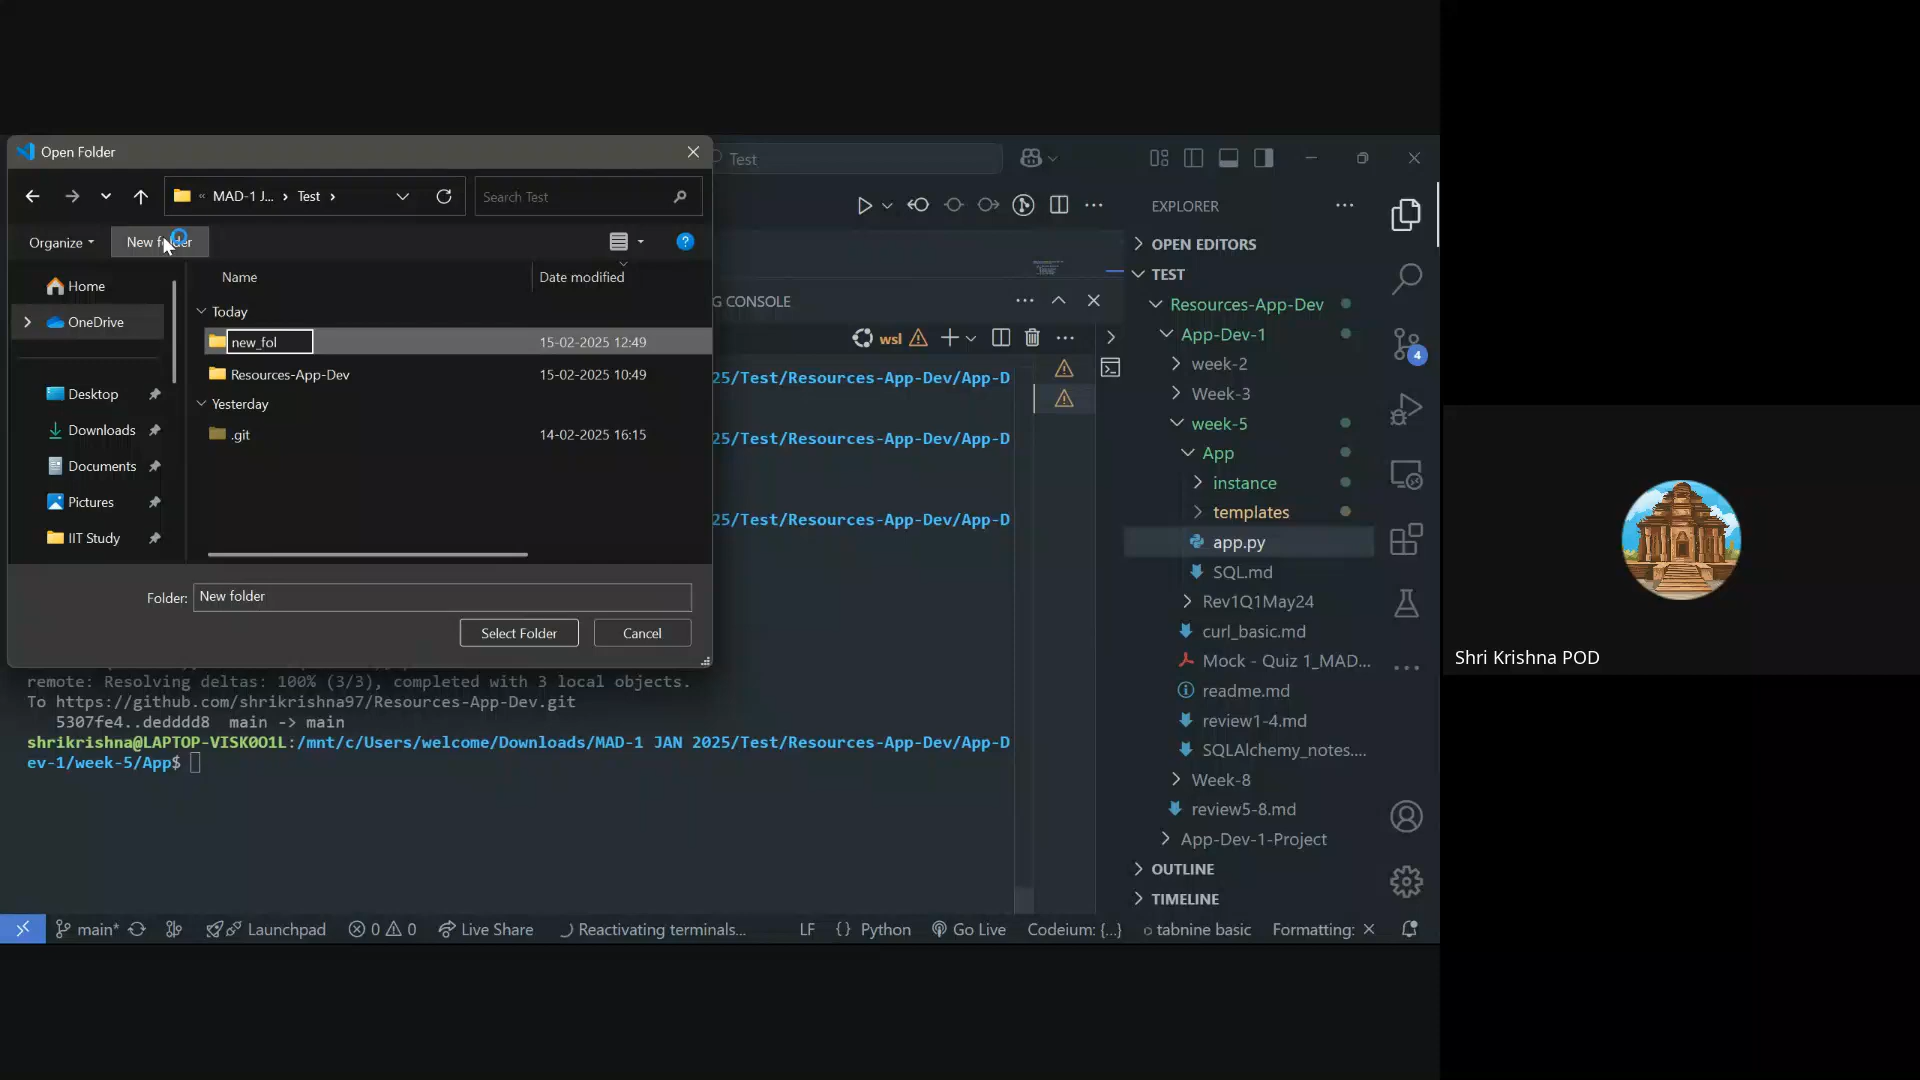 Open Folder
MAD-1 J... › Test ›
Search Test
Organize
New folder
Name
Date modified
Home
OneDrive
Desktop
Downloads
Documents
Pictures
IIT Study
Today
new_fol 15-02-2025 12:49
Resources-App-Dev 15-02-2025 10:49
Yesterday
.git 14-02-2025 16:15
Folder: New folder
Select Folder
Cancel
Test
G CONSOLE
wsl
25/Test/Resources-App-Dev/App-D
25/Test/Resources-App-Dev/App-D
25/Test/Resources-App-Dev/App-D
remote: Resolving deltas: 100% (3/3), completed with 3 local objects.
To https://github.com/shrikrishna97/Resources-App-Dev.git
5307fe4..dedddd8 main -> main
shrikrishna@LAPTOP-VISK0O1L:/mnt/c/Users/welcome/Downloads/MAD-1 JAN 2025/Test/Resources-App-Dev/App-D
ev-1/week-5/App$
EXPLORER
OPEN EDITORS
TEST
Resources-App-Dev
App-Dev-1
week-2
Week-3
week-5
App
instance
templates
app.py
SQL.md
Rev1Q1May24
curl_basic.md
Mock - Quiz 1_MAD...
readme.md
review1-4.md
SQLAlchemy_notes....
Week-8
review5-8.md
App-Dev-1-Project
OUTLINE
TIMELINE
4
main*
Launchpad
0
0
Live Share
Reactivating terminals...
LF
{} Python
Go Live
Codeium: {...}
tabnine basic
Formatting:
Shri Krishna POD